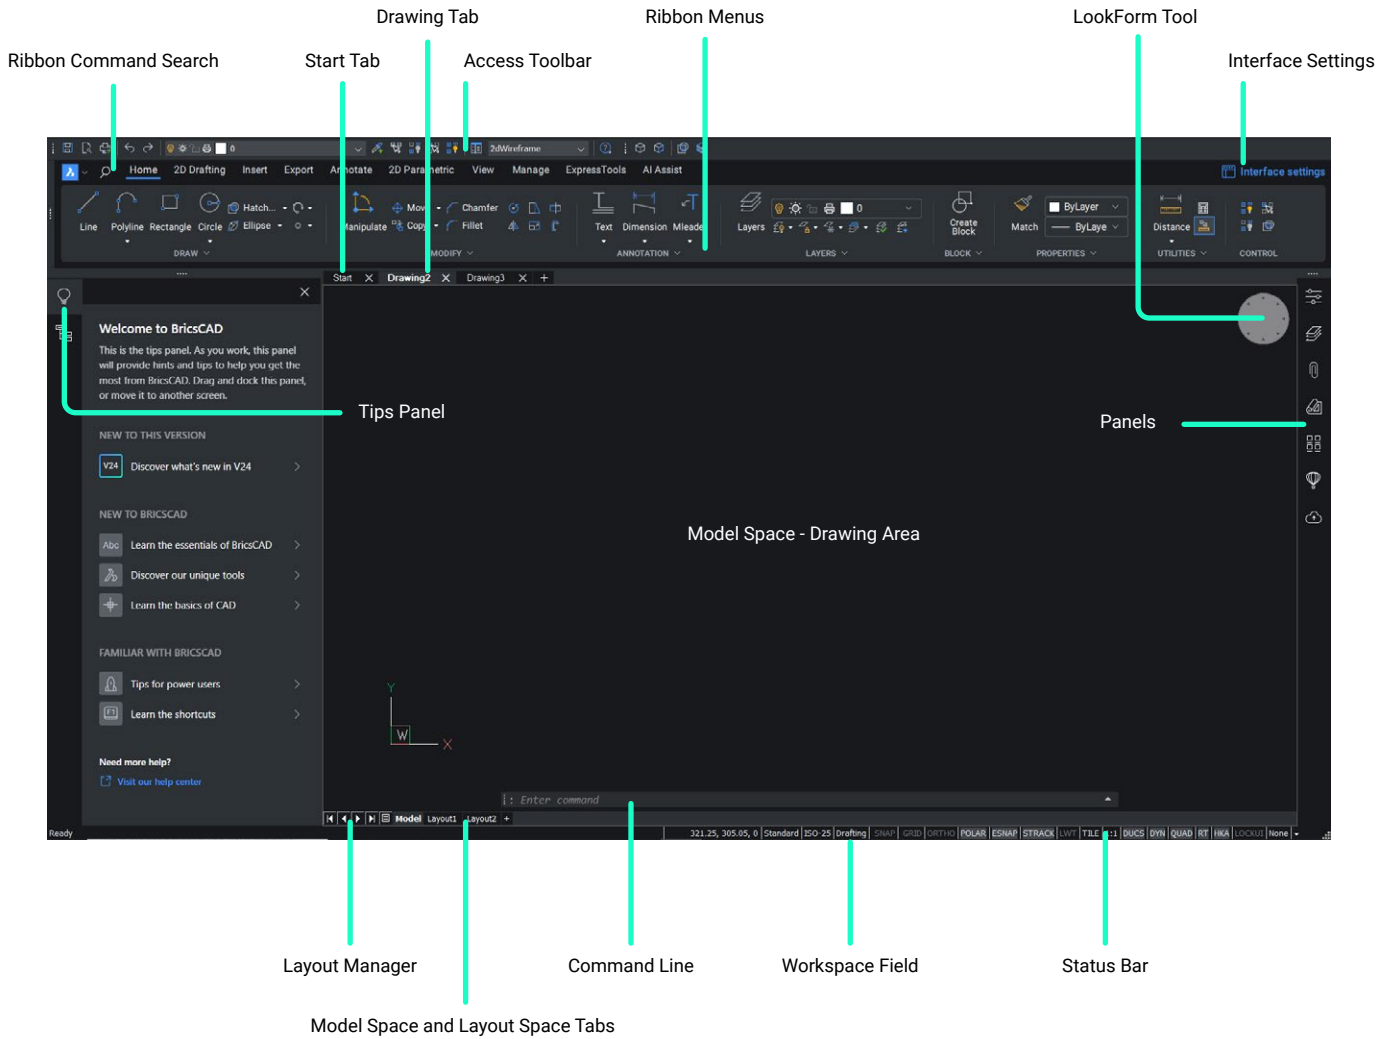 Drawing Tab
Ribbon Menus
LookForm Tool
Ribbon Command Search
Start Tab
Access Toolbar
Interface Settings
0
2dWireframe
Home
2D Drafting
Insert
Export
Annotate
2D Parametric
View
Manage
ExpressTools
AI Assist
Interface settings
Hatch...
Move
Chamfer
0
ByLayer
Line
Polyline
Rectangle
Circle
Ellipse
Manipulate
Copy
Fillet
Text
Dimension
Mleade
Layers
Create
Block
Match
ByLaye
Distance
DRAW
MODIFY
ANNOTATION
LAYERS
BLOCK
PROPERTIES
UTILITIES
CONTROL
Start
Drawing2
Drawing3
Welcome to BricsCAD
This is the tips panel. As you work, this panel
will provide hints and tips to help you get the
most from BricsCAD. Drag and dock this panel,
or move it to another screen.
Tips Panel
Panels
NEW TO THIS VERSION
V24
Discover what's new in V24
NEW TO BRICSCAD
Model Space - Drawing Area
Abc
Learn the essentials of BricsCAD
Discover our unique tools
Learn the basics of CAD
FAMILIAR WITH BRICSCAD
Tips for power users
Learn the shortcuts
Y
W
X
Need more help?
Visit our help center
: Enter command
Model
Layout1
Layout2
+
Ready
321.25, 305.05, 0
Standard
ISO-25
Drafting
SNAP
GRID
ORTHO
POLAR
ESNAP
STRACK
LWT
TILE
1:1
DUCS
DYN
QUAD
RT
HKA
LOCKUI
None
Layout Manager
Command Line
Workspace Field
Status Bar
Model Space and Layout Space Tabs